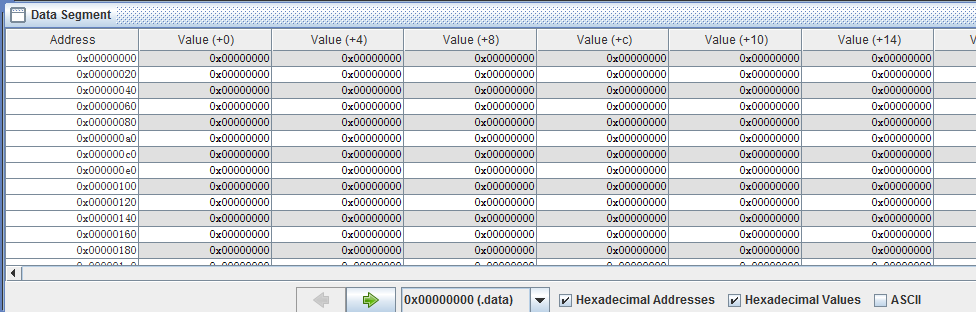 Data Segment
Address Value (+0) Value (+4) Value (+8) Value (+c) Value (+10) Value (+14)
0x00000000 0x00000000 0x00000000 0x00000000 0x00000000 0x00000000 0x00000000
0x00000020 0x00000000 0x00000000 0x00000000 0x00000000 0x00000000 0x00000000
0x00000040 0x00000000 0x00000000 0x00000000 0x00000000 0x00000000 0x00000000
0x00000060 0x00000000 0x00000000 0x00000000 0x00000000 0x00000000 0x00000000
0x00000080 0x00000000 0x00000000 0x00000000 0x00000000 0x00000000 0x00000000
0x000000a0 0x00000000 0x00000000 0x00000000 0x00000000 0x00000000 0x00000000
0x000000c0 0x00000000 0x00000000 0x00000000 0x00000000 0x00000000 0x00000000
0x000000e0 0x00000000 0x00000000 0x00000000 0x00000000 0x00000000 0x00000000
0x00000100 0x00000000 0x00000000 0x00000000 0x00000000 0x00000000 0x00000000
0x00000120 0x00000000 0x00000000 0x00000000 0x00000000 0x00000000 0x00000000
0x00000140 0x00000000 0x00000000 0x00000000 0x00000000 0x00000000 0x00000000
0x00000160 0x00000000 0x00000000 0x00000000 0x00000000 0x00000000 0x00000000
0x00000180 0x00000000 0x00000000 0x00000000 0x00000000 0x00000000 0x00000000
0x00000000 (.data) Hexadecimal Addresses Hexadecimal Values ASCII